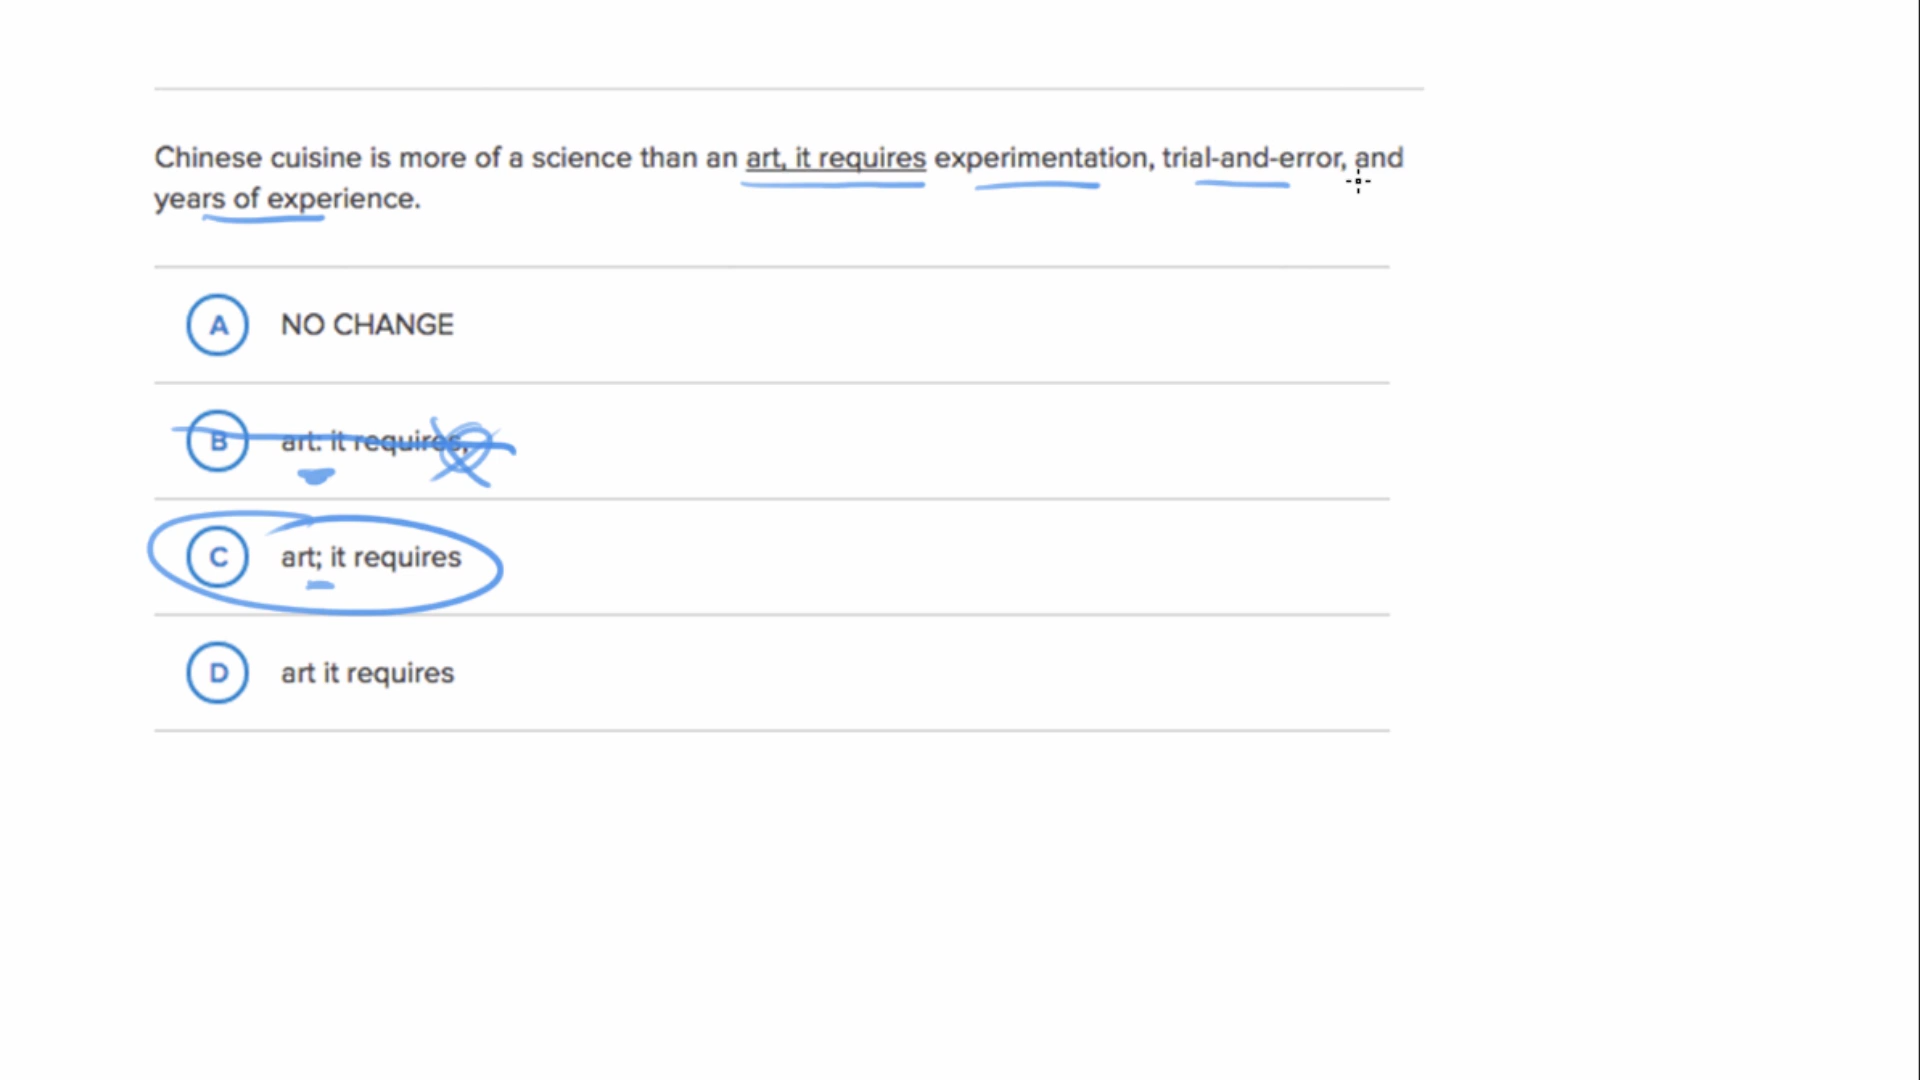 Chinese cuisine is more of a science than an art, it requires experimentation, trial-and-error, and
years of experience.
A NO CHANGE
B art: it requires,
C art; it requires
D art it requires